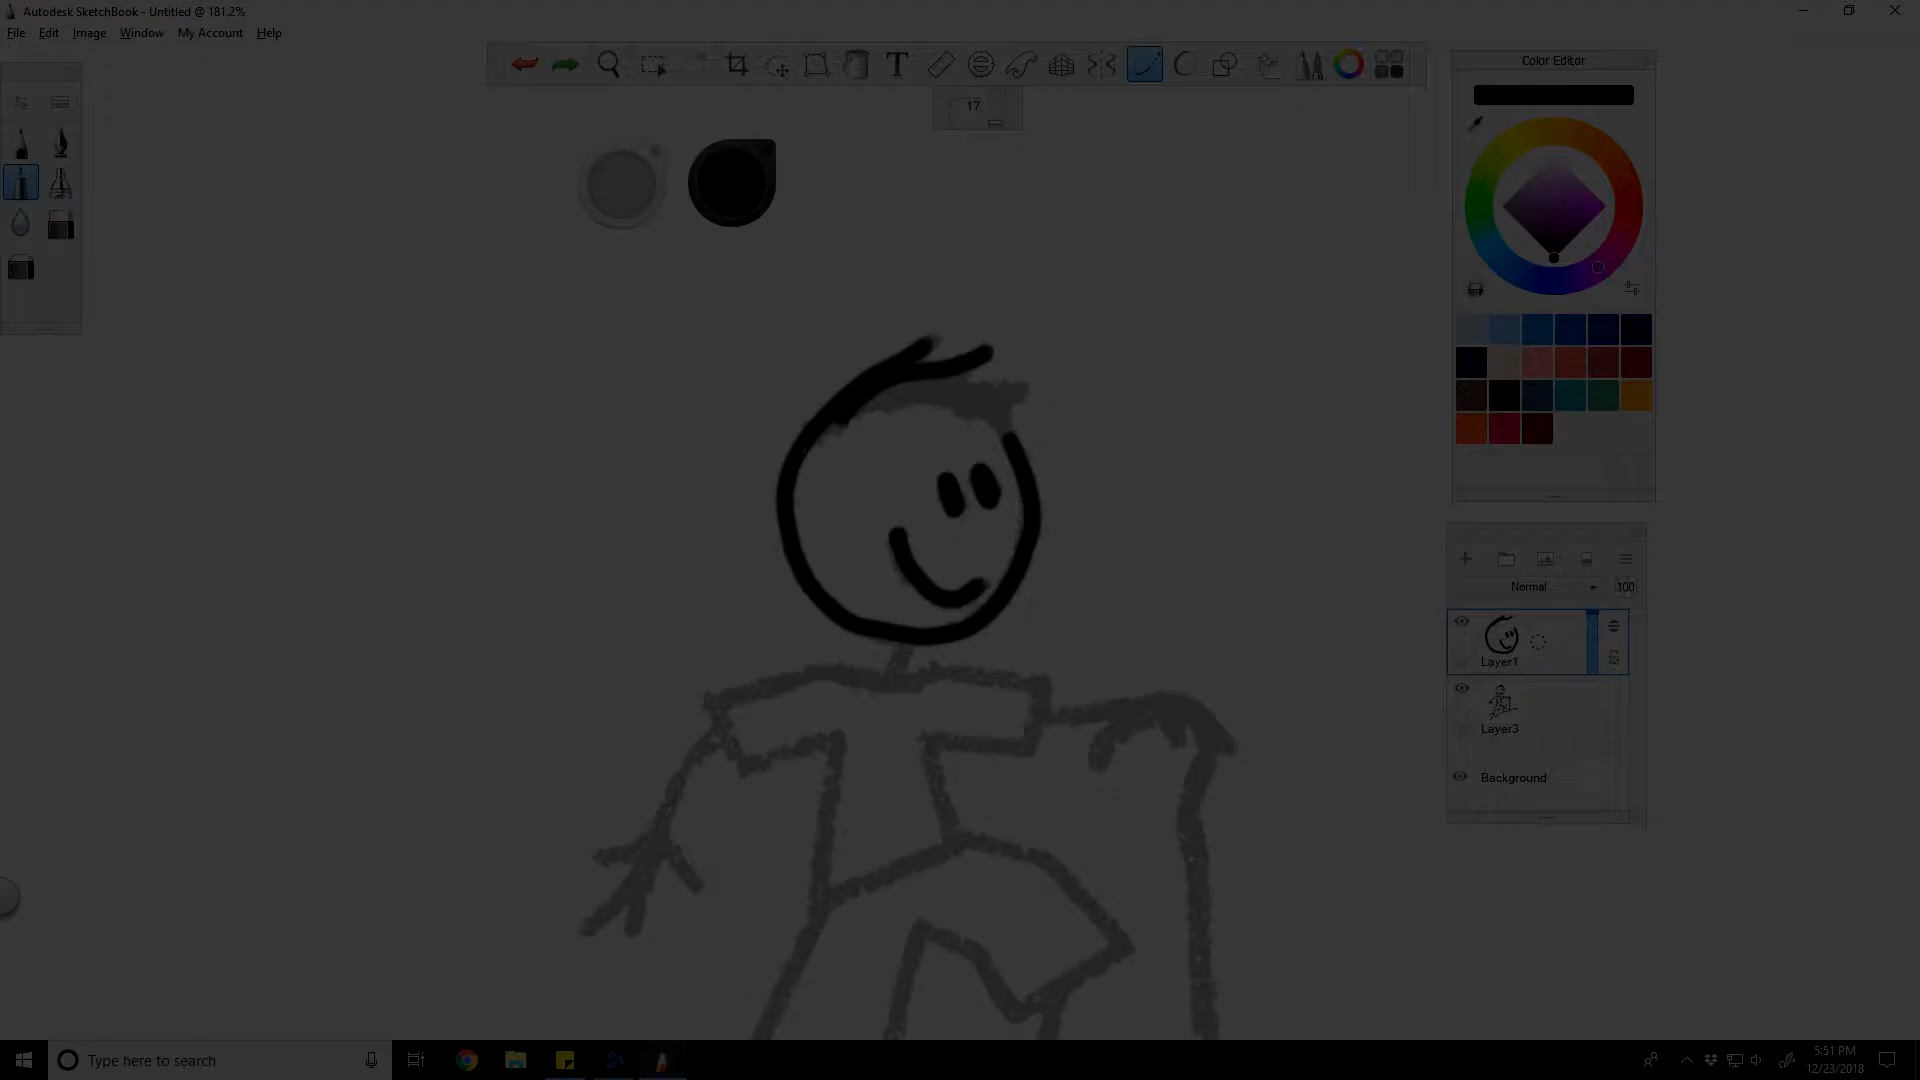 Autodesk SketchBook - Untitled @ 181.2%
File Edit Image Window My Account Help
T
17
Color Editor
Normal 100
Layer1
Layer3
Background
Type here to search
5:51 PM
12/23/2018